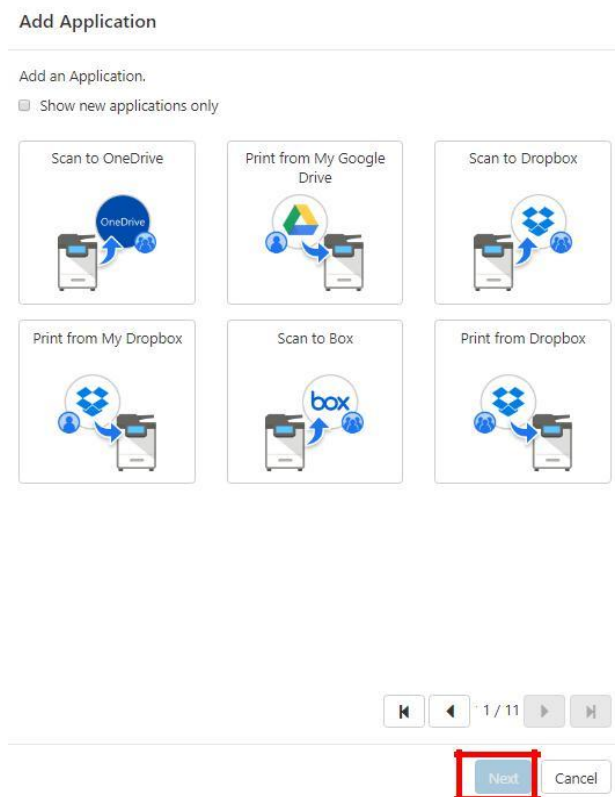 Add Application
Add an Application.
Show new applications only
Scan to OneDrive
Print from My Google
Drive
Scan to Dropbox
OneDrive
Print from My Dropbox
Scan to Box
Print from Dropbox
box
1 / 11
Next
Cancel